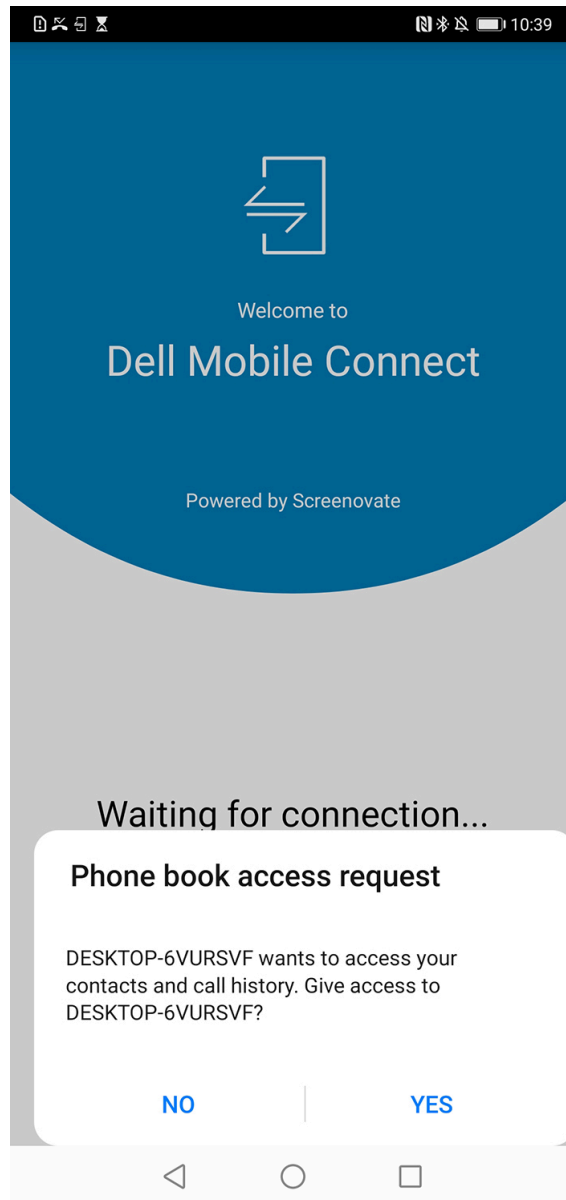 10:39
Welcome to
Dell Mobile Connect
Powered by Screenovate
Waiting for connection...
Phone book access request
DESKTOP-6VURSVF wants to access your
contacts and call history. Give access to
DESKTOP-6VURSVF?
NO YES